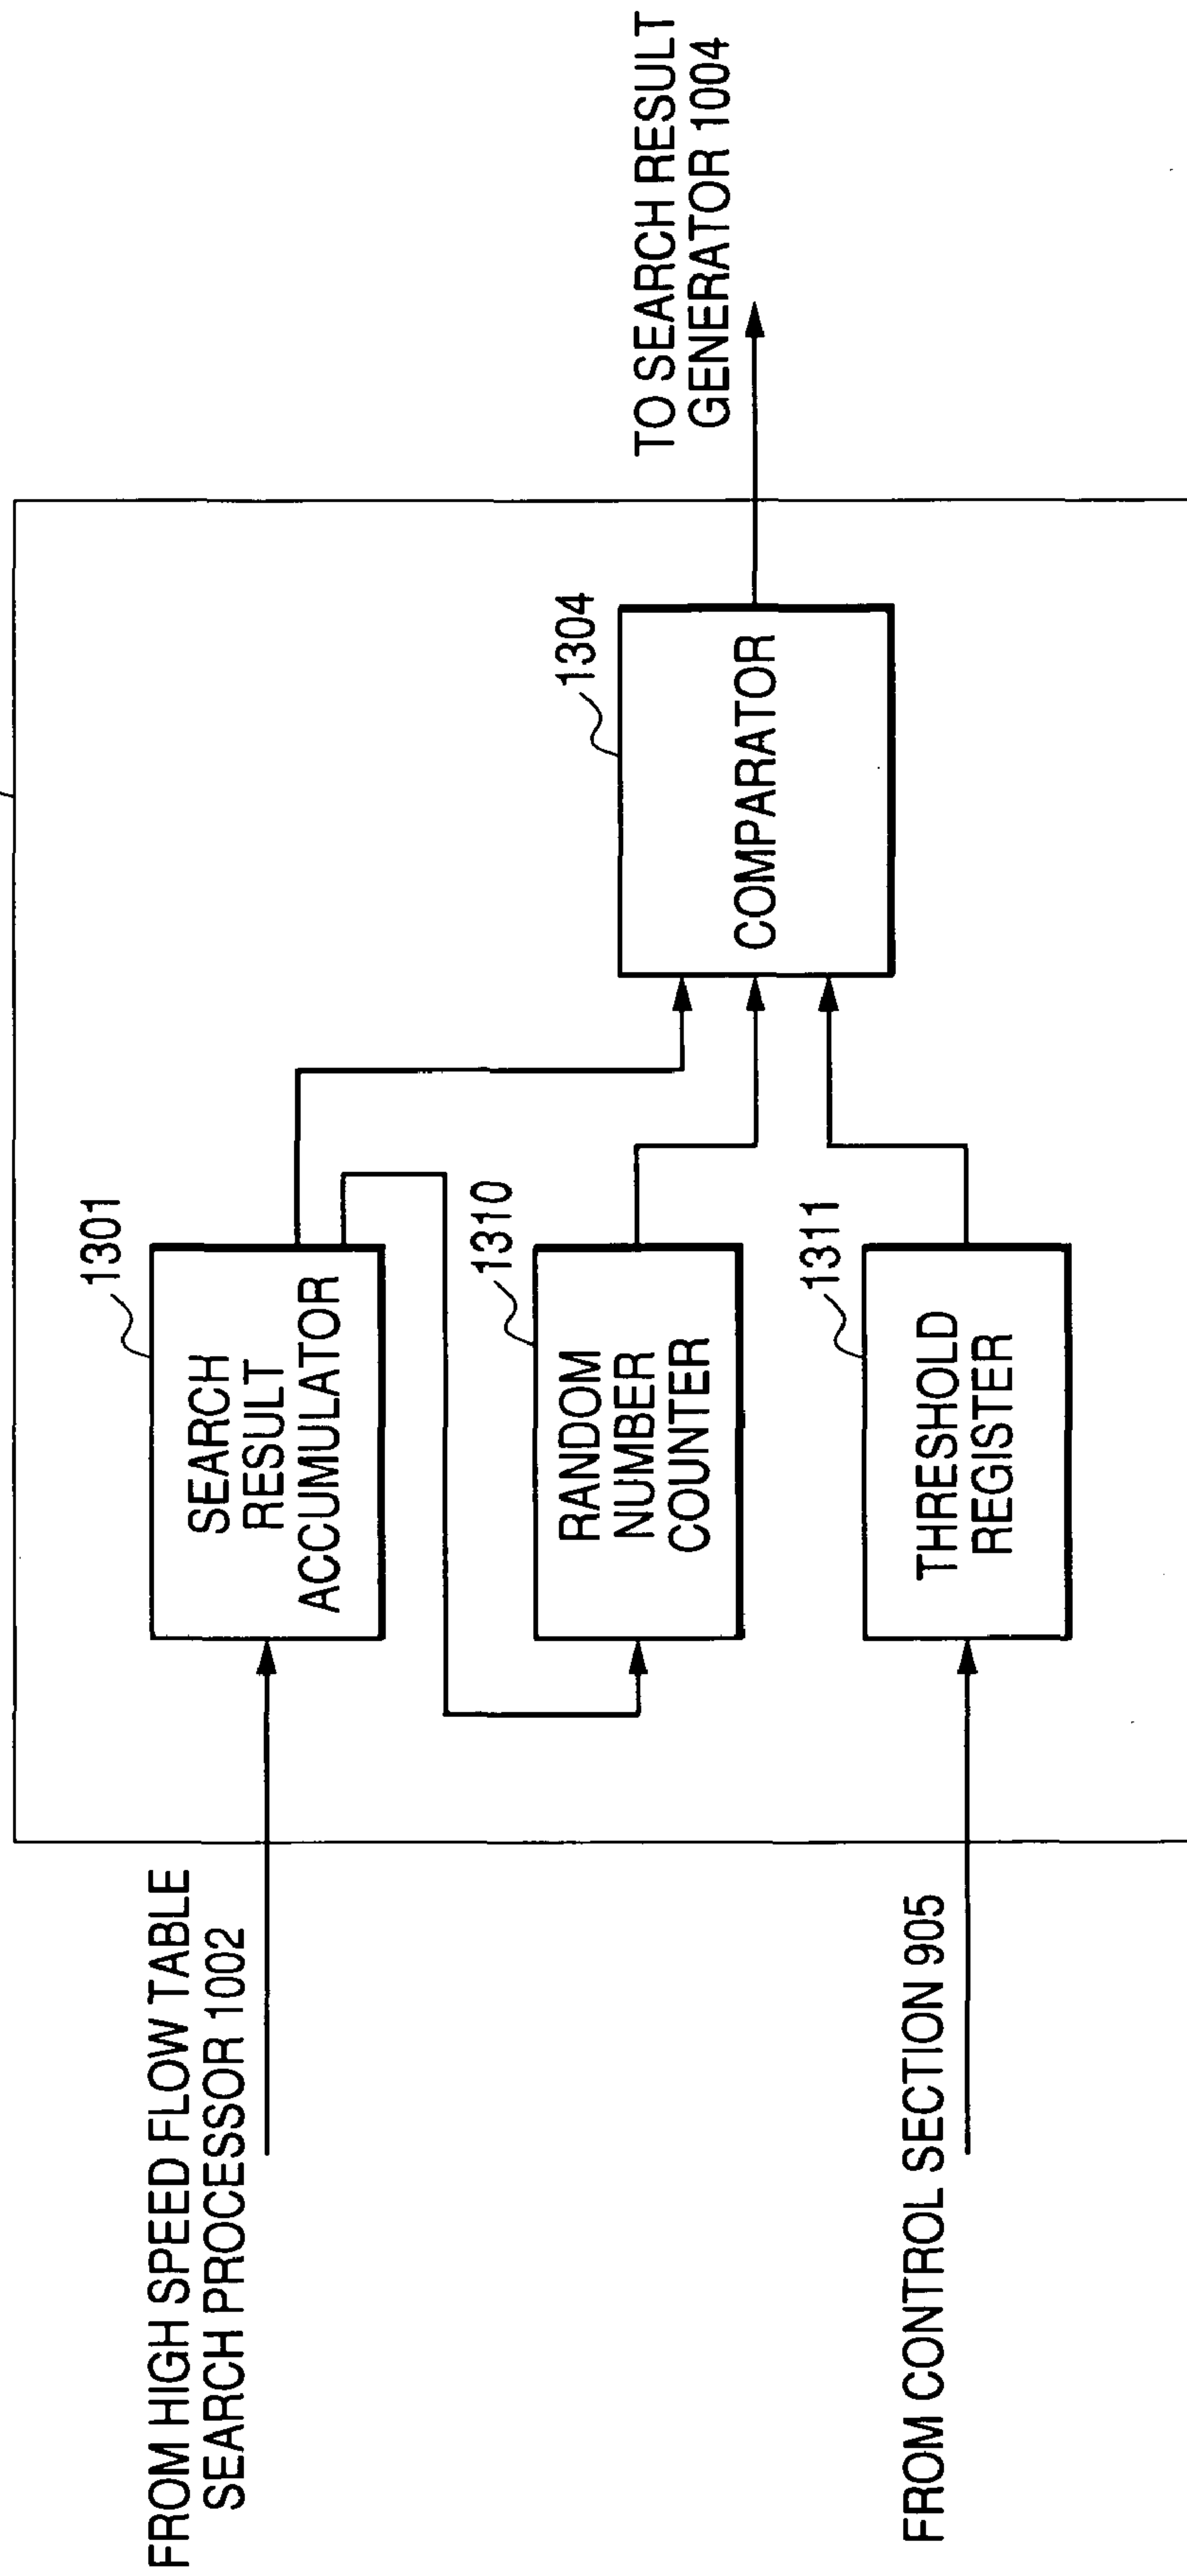 FROM HIGH SPEED FLOW TABLE
SEARCH PROCESSOR 1002
1301
SEARCH
RESULT
ACCUMULATOR
1310
RANDOM
NUMBER
COUNTER
FROM CONTROL SECTION 905
1311
THRESHOLD
REGISTER
1304
COMPARATOR
TO SEARCH RESULT
GENERATOR 1004